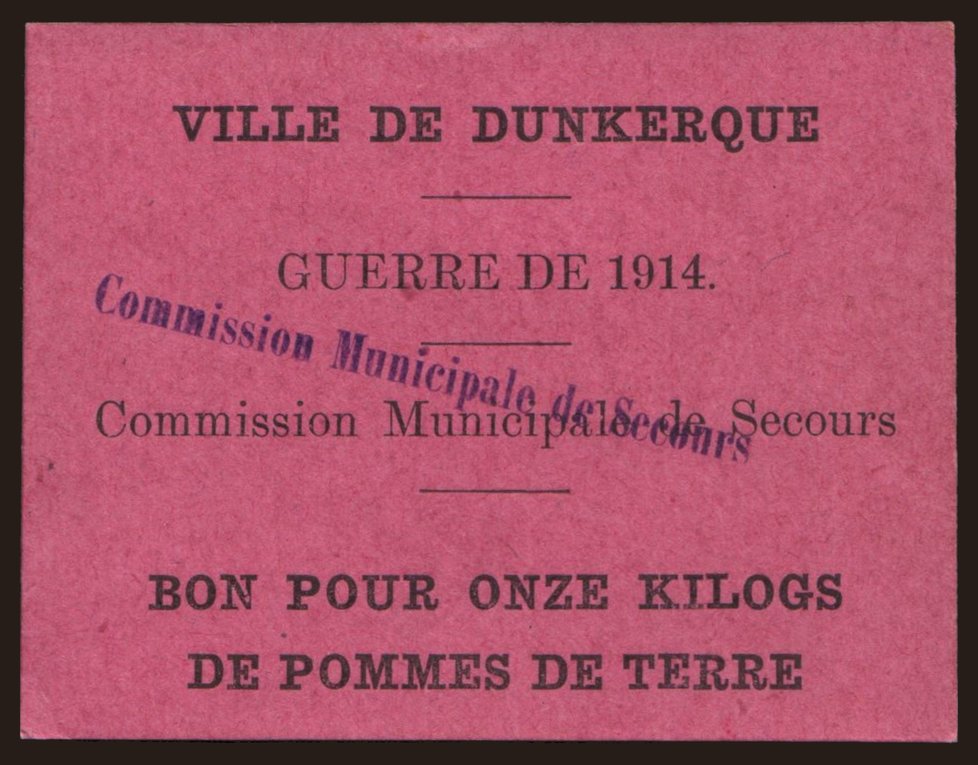 VILLE DE DUNKERQUE
GUERRE DE 1914.
Commission Municipale de Secours
Commission Municipale de Secours
BON POUR ONZE KILOGS
DE POMMES DE TERRE